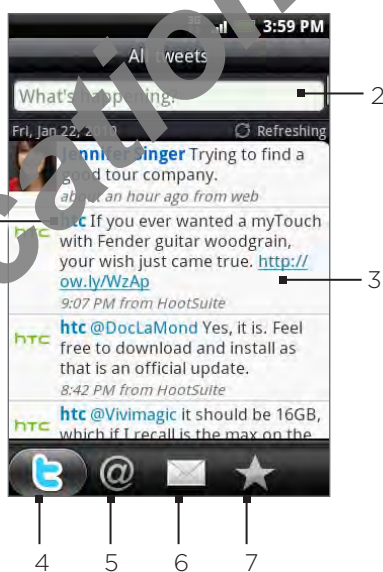 3G
3:59 PM
All tweets
What's happening?
2
Fri, Jan 22, 2010
Refreshing
Jennifer Singer Trying to find a
good tour company.
about an hour ago from web
htc If you ever wanted a myTouch
with Fender guitar woodgrain,
your wish just came true. http://
ow.ly/WzAp
3
9:07 PM from HootSuite
htc
htc @DocLaMond Yes, it is. Feel
free to download and install as
that is an official update.
8:42 PM from HootSuite
htc
htc @Vivimagic it should be 16GB,
which if I recall is the max on the
htc
4
5
6
7